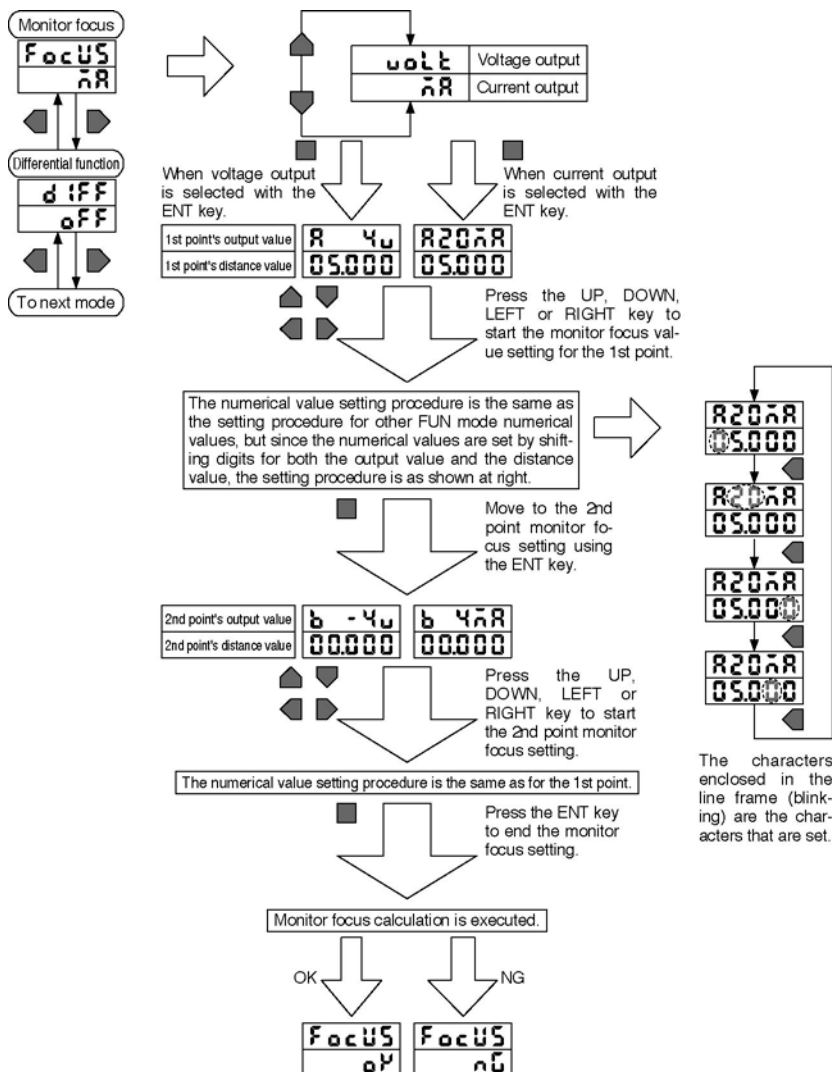 Monitor focus
FocUS
mA
Differential function
dIFF
oFF
To next mode
volt Voltage output
mA Current output
When voltage output
is selected with the
ENT key.
When current output
is selected with the
ENT key.
1st point's output value
A 4v
A20mA
1st point's distance value
05.000
05.000
Press the UP, DOWN,
LEFT or RIGHT key to
start the monitor focus val-
ue setting for the 1st point.
The numerical value setting procedure is the same as
the setting procedure for other FUN mode numerical
values, but since the numerical values are set by shift-
ing digits for both the output value and the distance
value, the setting procedure is as shown at right.
A20mA
05.000
A20mA
05.000
A20mA
05.000
A20mA
05.000
The characters
enclosed in the
line frame (blink-
ing) are the char-
acters that are set.
Move to the 2nd
point monitor fo-
cus setting using
the ENT key.
2nd point's output value
b -4v
b 4mA
2nd point's distance value
00.000
00.000
Press the UP,
DOWN, LEFT or
RIGHT key to start
the 2nd point monitor
focus setting.
The numerical value setting procedure is the same as for the 1st point.
Press the ENT key
to end the monitor
focus setting.
Monitor focus calculation is executed.
OK
NG
FocUS
oK
FocUS
nG